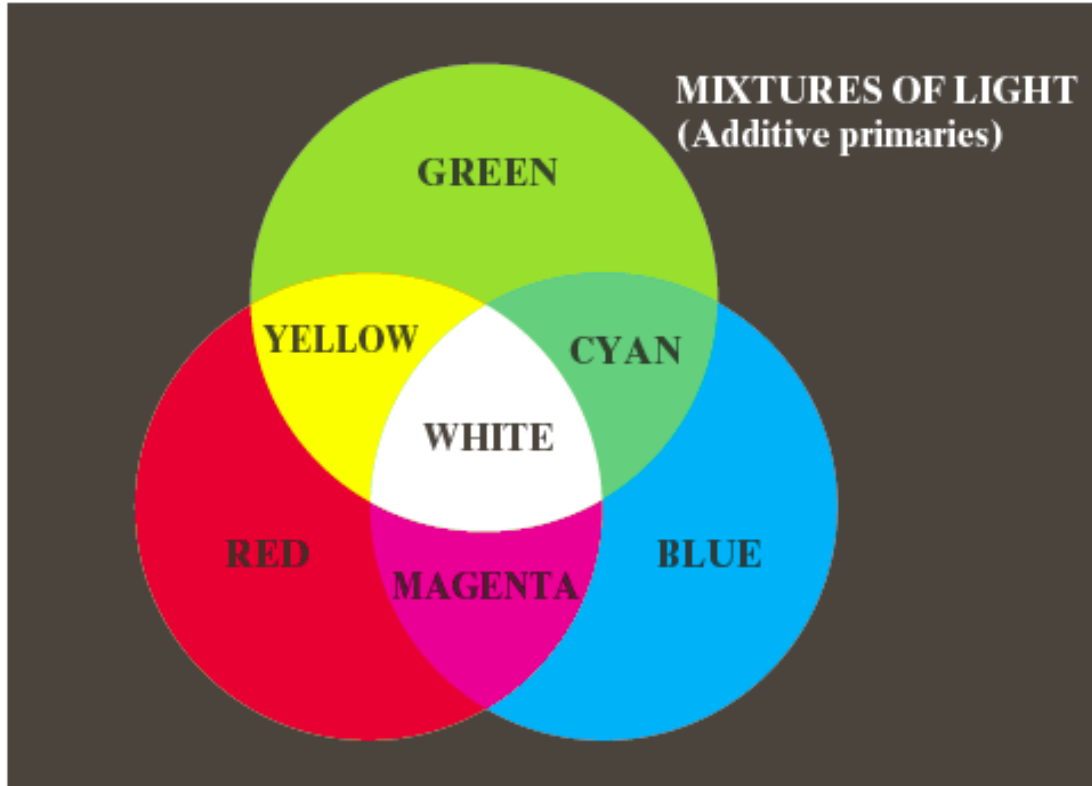 MIXTURES OF LIGHT
(Additive primaries)
GREEN
YELLOW
CYAN
WHITE
RED
BLUE
MAGENTA